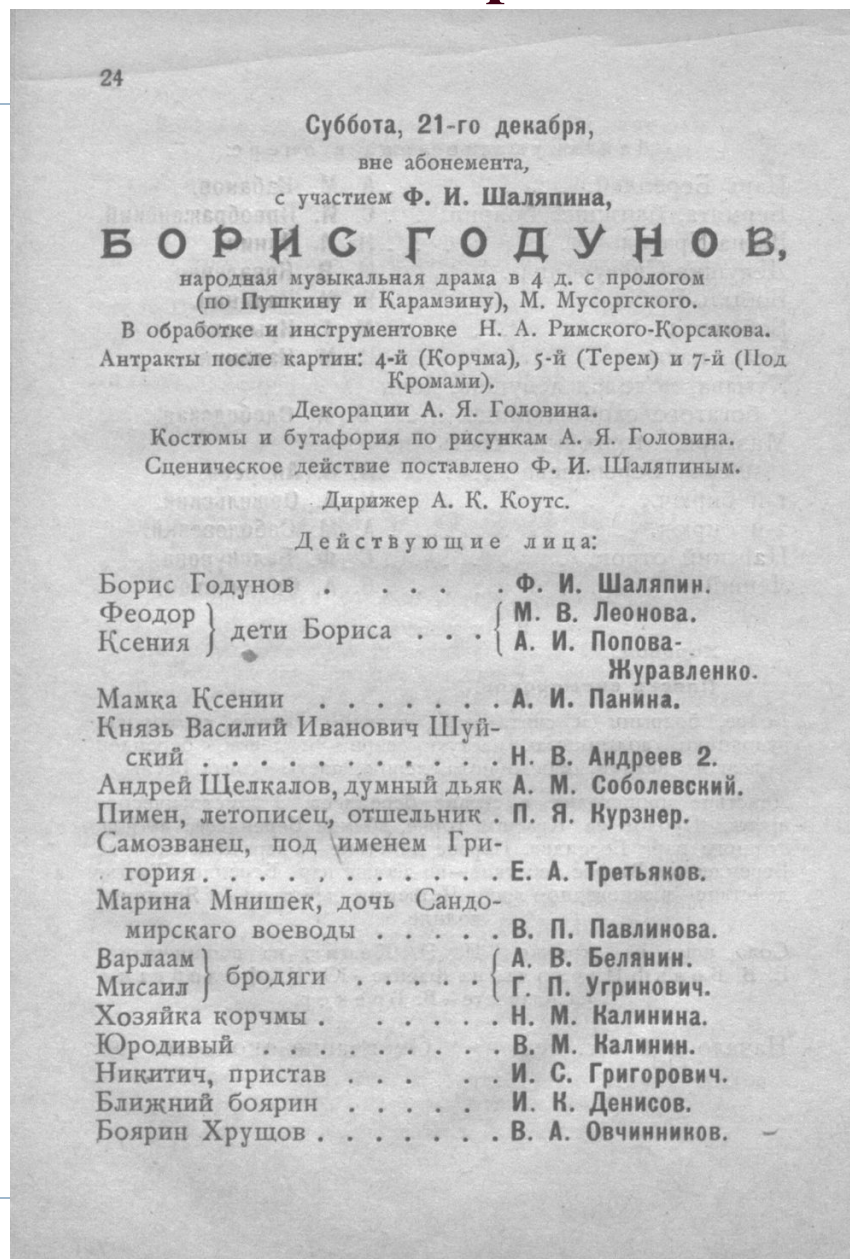 24
Суббота, 21-го декабря,
вне абонемента,
с участием Ф. И. Шаляпина,
БОРИС ГОДУНОВ,
народная музыкальная драма в 4 д. с прологом
(по Пушкину и Карамзину), М. Мусоргского.
В обработке и инструментовке Н. А. Римского-Корсакова.
Антракты после картин: 4-й (Корчма), 5-й (Терем) и 7-й (Под
Кромами).
Декорации А. Я. Головина.
Костюмы и бутафория по рисункам А. Я. Головина.
Сценическое действие поставлено Ф. И. Шаляпиным.
Дирижер А. К. Коутс.
Действующие лица:
Борис Годунов . . . . . . Ф. И. Шаляпин.
Феодор } дети Бориса . . . { М. В. Леонова.
Ксения } { А. И. Попова-
Журавленко.
Мамка Ксении . . . . . . . А. И. Панина.
Князь Василий Иванович Шуй-
ский . . . . . . . . . . . . Н. В. Андреев 2.
Андрей Щелкалов, думный дьяк А. М. Соболевский.
Пимен, летописец, отшельник . П. Я. Курзнер.
Самозванец, под именем Гри-
гория . . . . . . . . . . . Е. А. Третьяков.
Марина Мнишек, дочь Сандо-
мирскаго воеводы . . . . . В. П. Павлинова.
Варлаам } бродяги . . . . . { А. В. Белянин.
Мисаил } { Г. П. Угринович.
Хозяйка корчмы . . . . . . . Н. М. Калинина.
Юродивый . . . . . . . . . В. М. Калинин.
Никитич, пристав . . . . . И. С. Григорович.
Ближний боярин . . . . . И. К. Денисов.
Боярин Хрущов . . . . . . . В. А. Овчинников.